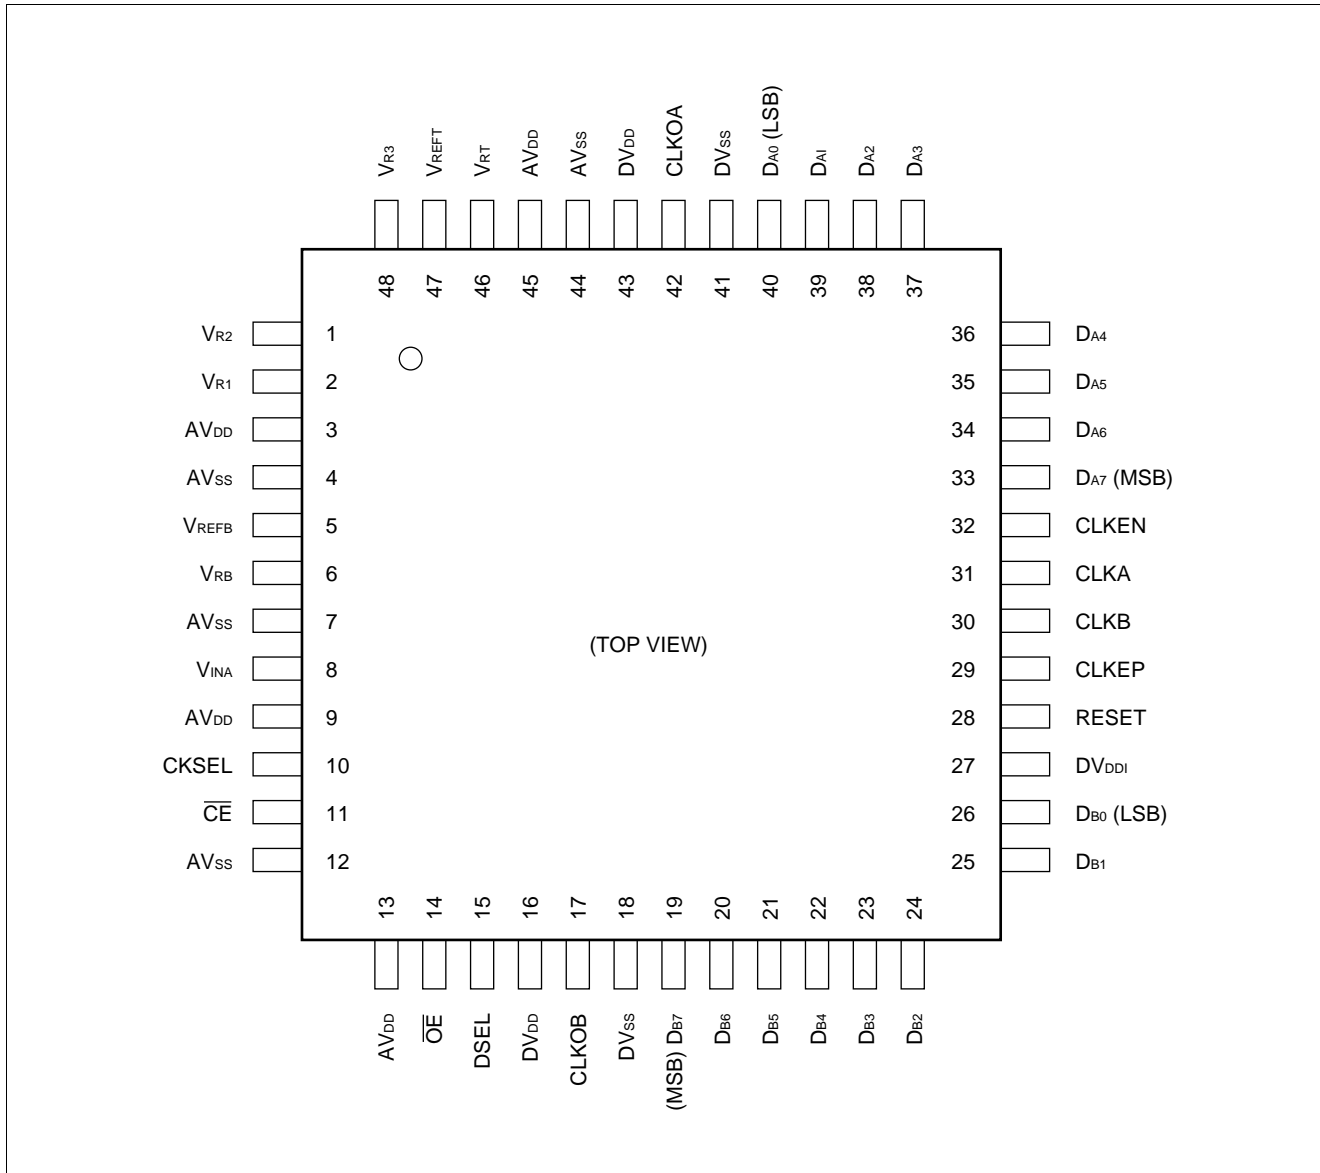 VR3 VREFT VRT AVDD AVSS DVDD CLKOA DVSS DA0 (LSB) DAI DA2 DA3
48 47 46 45 44 43 42 41 40 39 38 37
VR2 1 36 DA4
VR1 2 35 DA5
AVDD 3 34 DA6
AVSS 4 33 DA7 (MSB)
VREFB 5 32 CLKEN
VRB 6 31 CLKA
AVSS 7 30 CLKB
(TOP VIEW)
VINA 8 29 CLKEP
AVDD 9 28 RESET
CKSEL 10 27 DVDDI
C̅E̅ 11 26 DB0 (LSB)
AVSS 12 25 DB1
13 14 15 16 17 18 19 20 21 22 23 24
AVDD O̅E̅ DSEL DVDD CLKOB DVSS (MSB) DB7 DB6 DB5 DB4 DB3 DB2